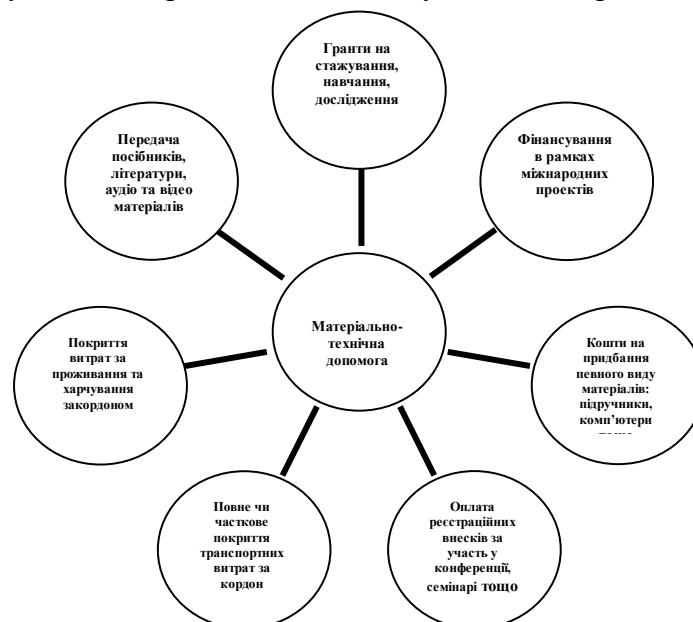 Гранти на
стажування,
навчання,
дослідження
Передача
посібників,
літератури,
аудіо та відео
матеріалів
Фінансування
в рамках
міжнародних
проектів
Матеріально-
технічна
допомога
Покриття
витрат за
проживання та
харчування
закордоном
Кошти на
придбання
певного виду
матеріалів:
підручники,
комп’ютери
Повне чи
часткове
покриття
транспортних
витрат за
кордон
Оплата
реєстраційних
внесків за
участь у
конференції,
семінарі тощо